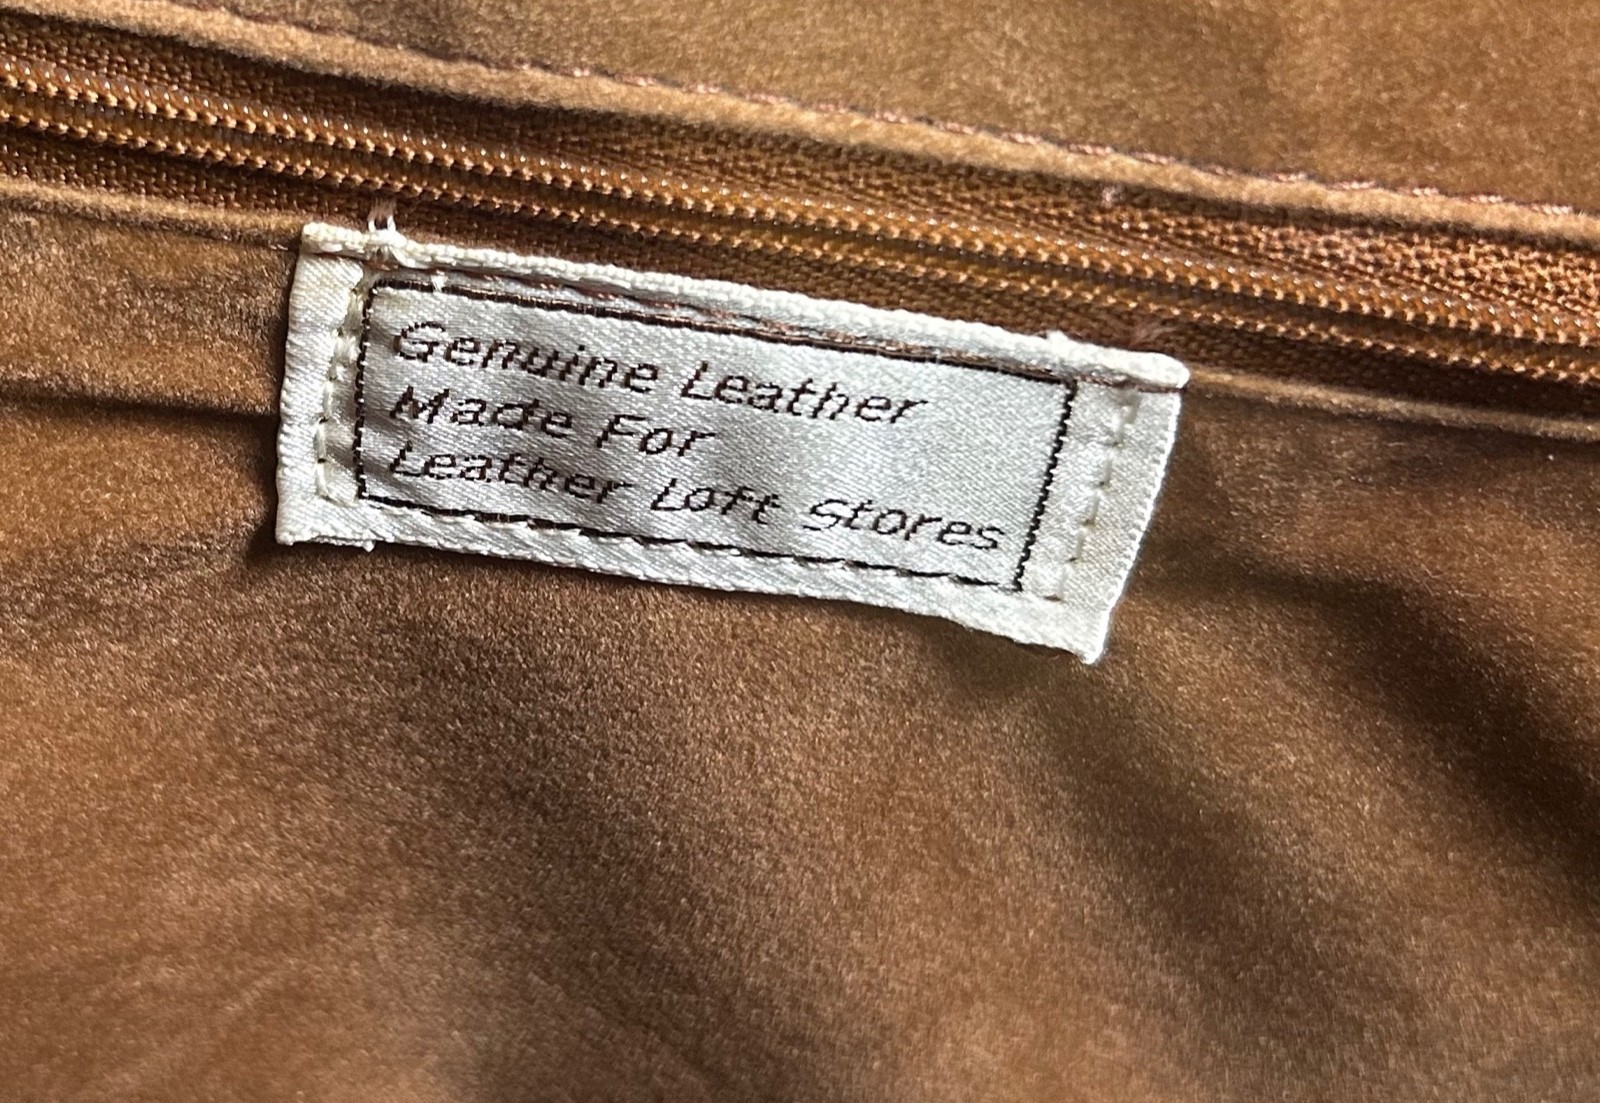 Genuine Leather
Made For
Leather Loft Stores